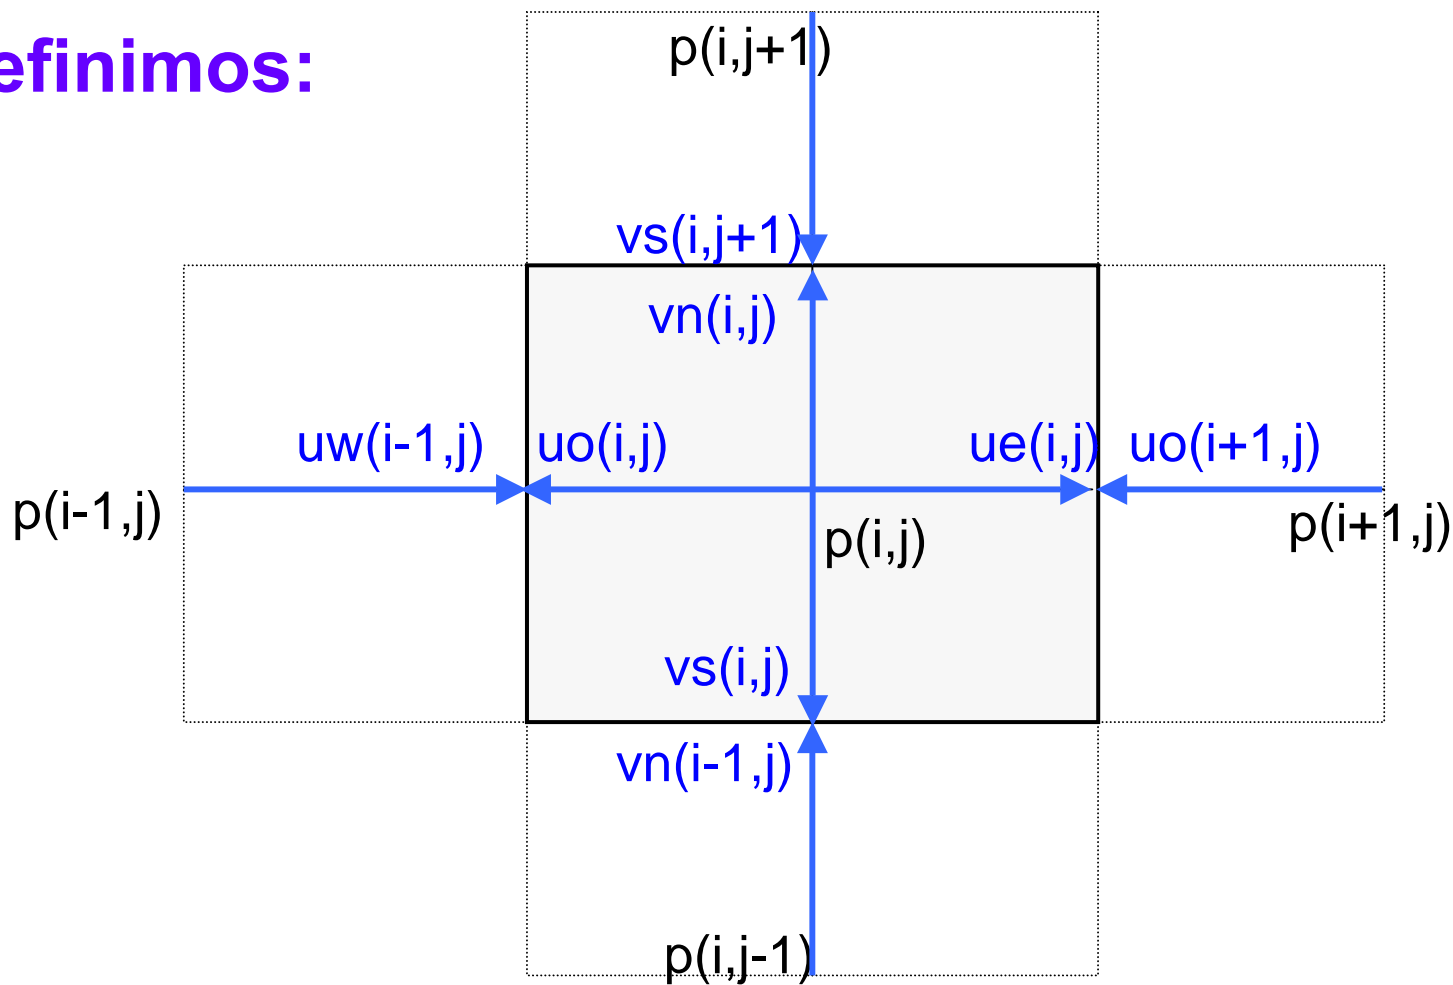 efinimos:
p(i,j+1)
vs(i,j+1)
vn(i,j)
uw(i-1,j) uo(i,j) ue(i,j) uo(i+1,j)
p(i-1,j) p(i,j) p(i+1,j)
vs(i,j)
vn(i-1,j)
p(i,j-1)